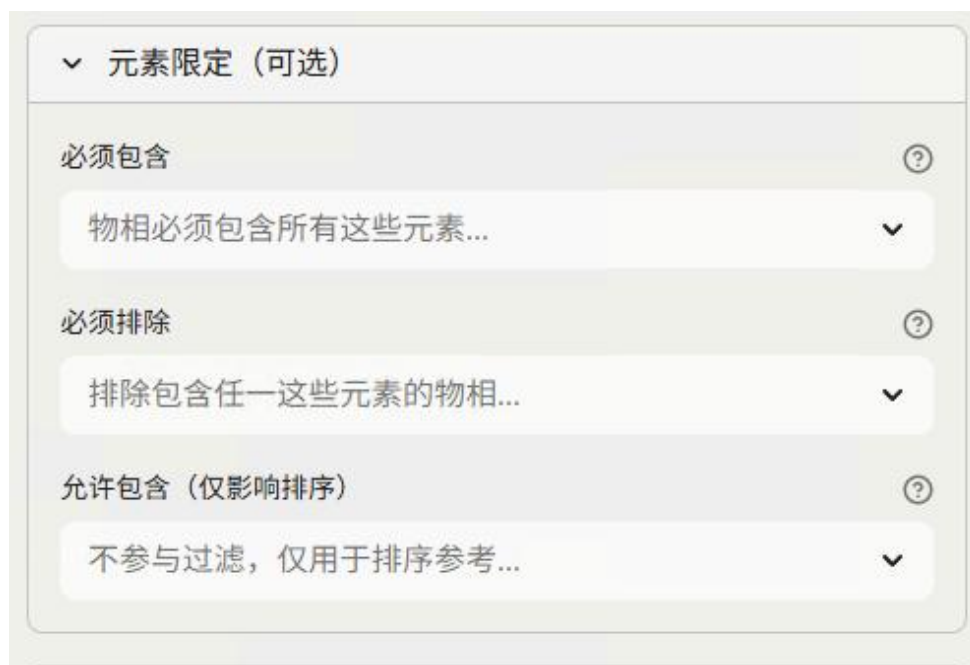 元素限定（可选）
必须包含
物相必须包含所有这些元素...
必须排除
排除包含任一这些元素的物相...
允许包含（仅影响排序）
不参与过滤，仅用于排序参考...